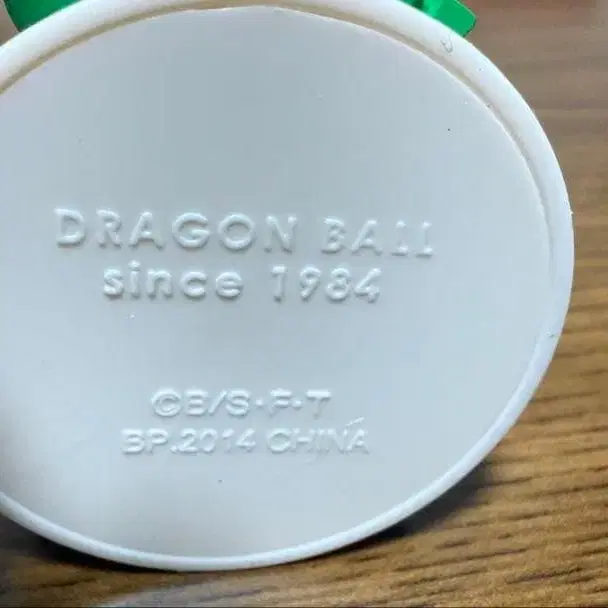 DRAGON BALL
since 1984
©B/S・F・T
BP.2014 CHINA